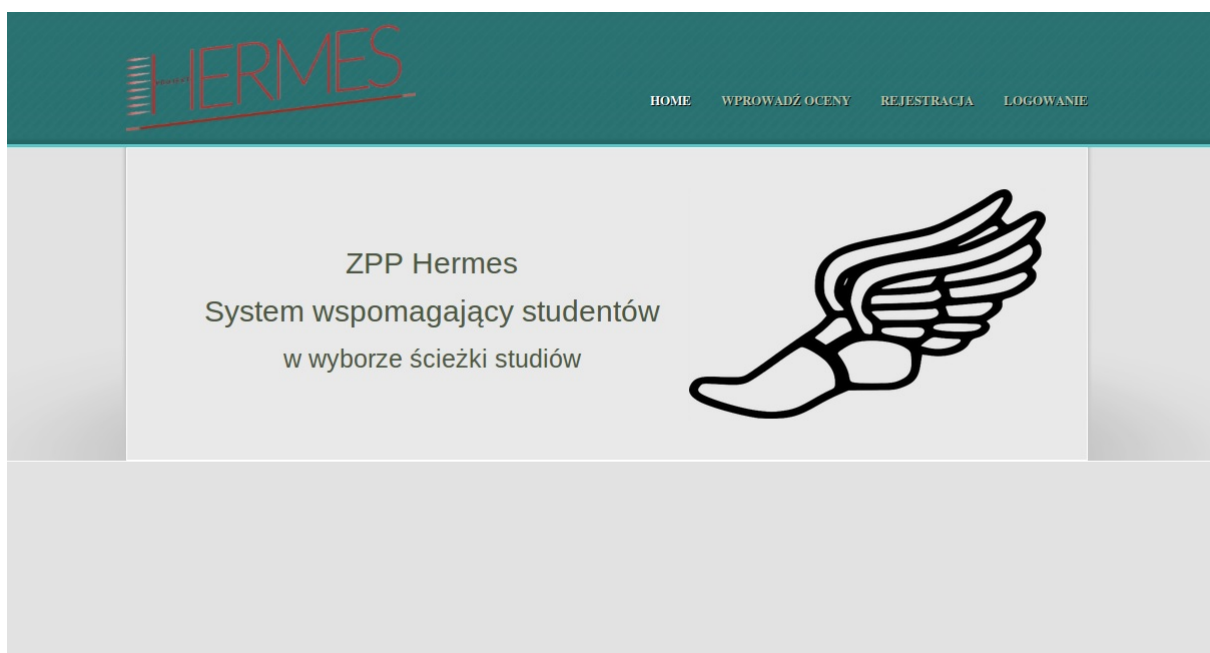 HERMES
HOME WPROWADŹ OCENY REJESTRACJA LOGOWANIE
ZPP Hermes
System wspomagający studentów
w wyborze ścieżki studiów